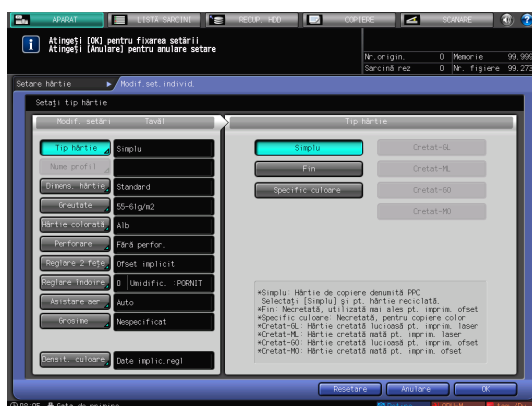 APARAT
LISTĂ SARCINI
RECUP. HDD
COPIERE
SCANARE
Atingeţi [OK] pentru fixarea setării
Atingeţi [Anulare] pentru anulare setare
Nr.origin. 0 Memorie 99.999
Sarcină rez 0 Nr. fişiere 99.273
Setare hârtie Modif.set.individ.
Setaţi tip hârtie
Modif. setări Tavă1
Tip hârtie
Tip hârtie Simplu
Nume profil
Dimens. hârtie Standard
Greutate 55-61g/m2
Hârtie colorată Alb
Perforare Fără perfor.
Reglare 2 feţe Ofset implicit
Reglare îndoire 0 Umidific. :PORNIT
Asistare aer Auto
Grosime Nespecificat
Densit. culoare Date implic.regl
Simplu
Fin
Specific culoare
Cretat-GL
Cretat-ML
Cretat-GO
Cretat-MO
*Simplu: Hârtie de copiere denumită PPC
Selectaţi [Simplu] şi pt. hârtie reciclată.
*Fin: Necretată, utilizată mai ales pt. imprim. ofset
*Specific culoare: Necretată, pentru copier color
*Cretat-GL: Hârtie cretată lucioasă pt. imprim. laser
*Cretat-ML: Hârtie cretată mată pt. imprim. laser
*Cretat-GO: Hârtie cretată lucioasă pt. imprim. ofset
*Cretat-MO: Hârtie cretată mată pt. imprim. ofset
Resetare
Anulare
OK